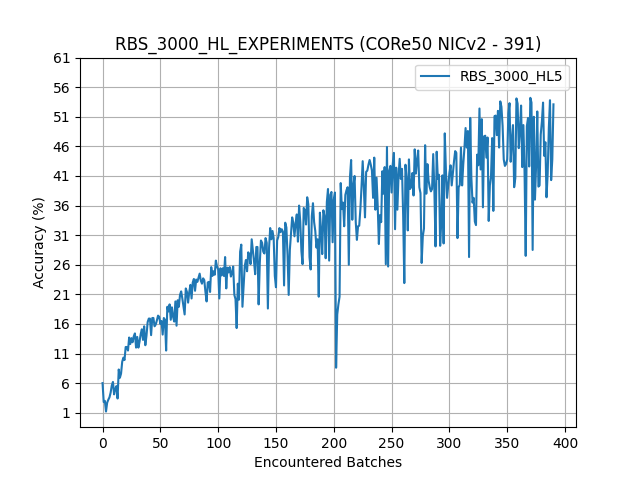 RBS_3000_HL_EXPERIMENTS (CORe50 NICv2 - 391)
RBS_3000_HL5
61
56
51
46
41
36
31
26
21
16
11
6
1
Accuracy (%)
0 50 100 150 200 250 300 350 400
Encountered Batches